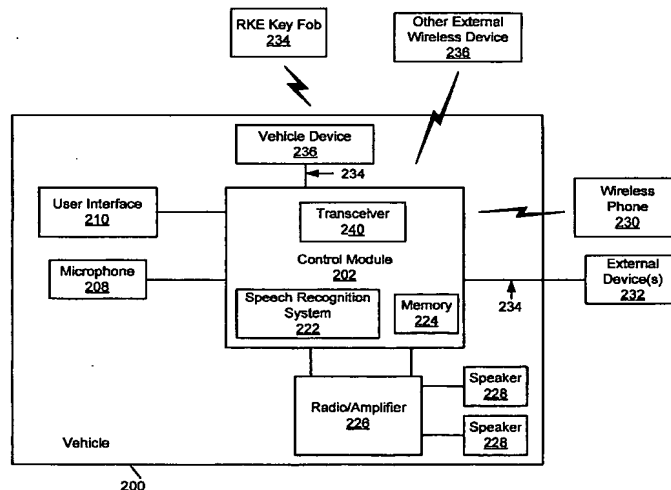 RKE Key Fob
234
Other External
Wireless Device
236
Vehicle Device
236
234
User Interface
210
Transceiver
240
Wireless
Phone
230
Control Module
202
Microphone
208
External
Device(s)
232
Speech Recognition
System
222
Memory
224
234
Radio/Amplifier
226
Speaker
228
Speaker
228
Vehicle
200